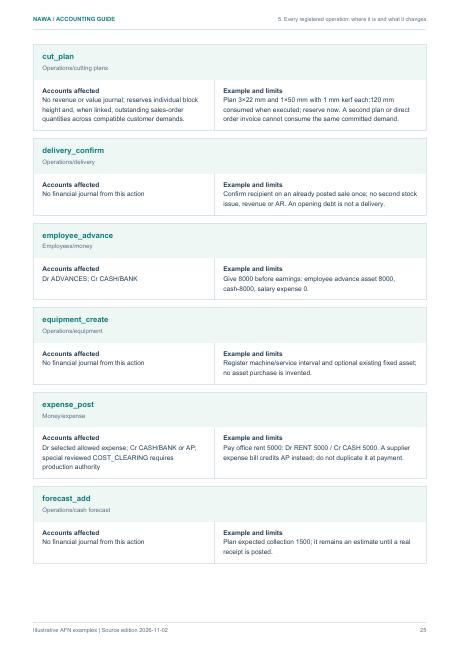 NAWA / ACCOUNTING GUIDE
5. Every registered operation: where it is and what it changes
cut_plan
Operations/cutting plans
Accounts affected
No revenue or value journal; reserves individual block
height and, when linked, outstanding sales-order
quantities across compatible customer demands.
Example and limits
Plan 3×22 mm and 1×50 mm with 1 mm kerf each:120 mm
consumed when executed; reserve now. A second plan or direct
order invoice cannot consume the same committed demand.
delivery_confirm
Operations/delivery
Accounts affected
No financial journal from this action
Example and limits
Confirm recipient on an already posted sale once; no second stock
issue, revenue or AR. An opening debt is not a delivery.
employee_advance
Employees/money
Accounts affected
Dr ADVANCES; Cr CASH/BANK
Example and limits
Give 8000 before earnings: employee advance asset 8000,
cash-8000, salary expense 0.
equipment_create
Operations/equipment
Accounts affected
No financial journal from this action
Example and limits
Register machine/service interval and optional existing fixed asset;
no asset purchase is invented.
expense_post
Money/expense
Accounts affected
Dr selected allowed expense; Cr CASH/BANK or AP;
special reviewed COST_CLEARING requires
production authority
Example and limits
Pay office rent 5000: Dr RENT 5000 / Cr CASH 5000. A supplier
expense bill credits AP instead; do not duplicate it at payment.
forecast_add
Operations/cash forecast
Accounts affected
No financial journal from this action
Example and limits
Plan expected collection 1500; it remains an estimate until a real
receipt is posted.
Illustrative AFN examples | Source edition 2026-11-02
25